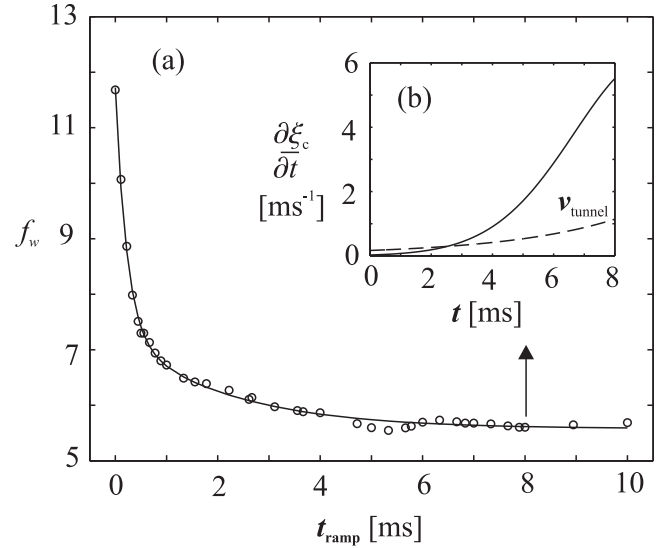 13
11
9
7
5
f_w
(a)
6
4
2
0
(b)
∂ξ_c
∂t
[ms⁻¹]
v_tunnel
0 2 4 6 8
t [ms]
0 2 4 6 8 10
t_ramp [ms]